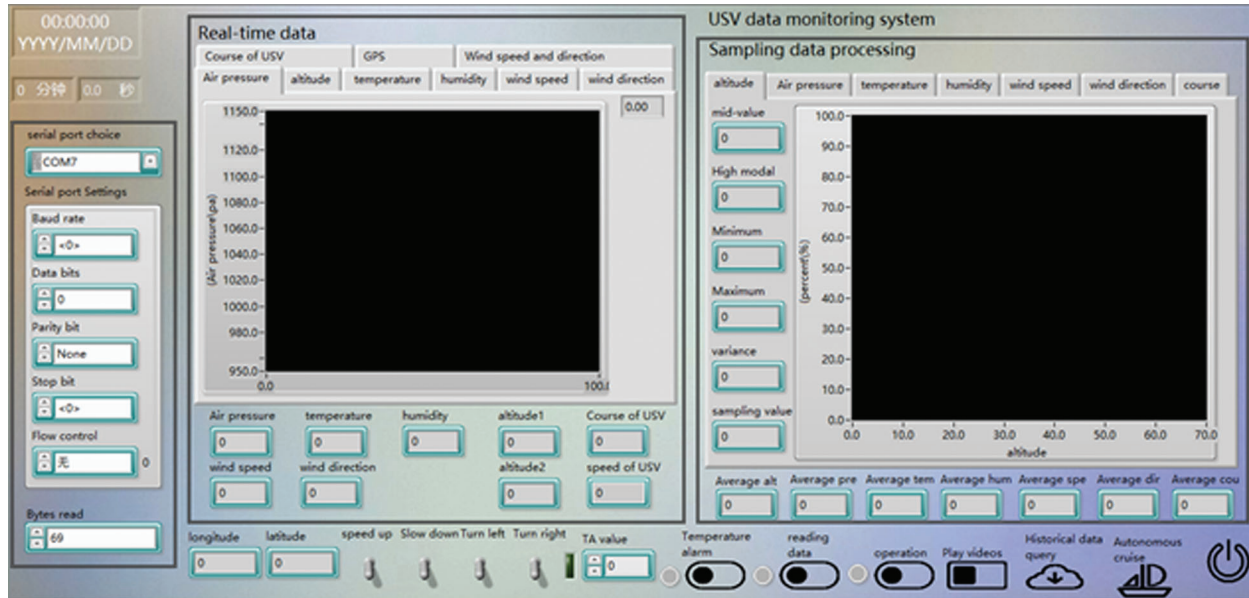 00:00:00
YYYY/MM/DD
0 分钟 0.0 秒
serial port choice
COM7
Serial port Settings
Baud rate
<0>
Data bits
0
Parity bit
None
Stop bit
<0>
Flow control
无 0
Bytes read
69
Real-time data
Course of USV GPS Wind speed and direction
Air pressure altitude temperature humidity wind speed wind direction
0.00
(Air pressure\pa)
1150.0
1120.0
1100.0
1080.0
1060.0
1040.0
1020.0
1000.0
980.0
950.0
0.0 100.0
Air pressure temperature humidity altitude1 Course of USV
0 0 0 0 0
wind speed wind direction altitude2 speed of USV
0 0 0 0
USV data monitoring system
Sampling data processing
altitude Air pressure temperature humidity wind speed wind direction course
mid-value
0
High modal
0
Minimum
0
Maximum
0
variance
0
sampling value
0
(percent\%)
100.0
90.0
80.0
70.0
60.0
50.0
40.0
30.0
20.0
10.0
0.0
0.0 10.0 20.0 30.0 40.0 50.0 60.0 70.0
altitude
Average alt Average pre Average tem Average hum Average spe Average dir Average cou
0 0 0 0 0 0 0
longitude latitude speed up Slow down Turn left Turn right TA value
0 0 0
Temperature
alarm
reading
data
operation
Play videos
Historical data
query
Autonomous
cruise